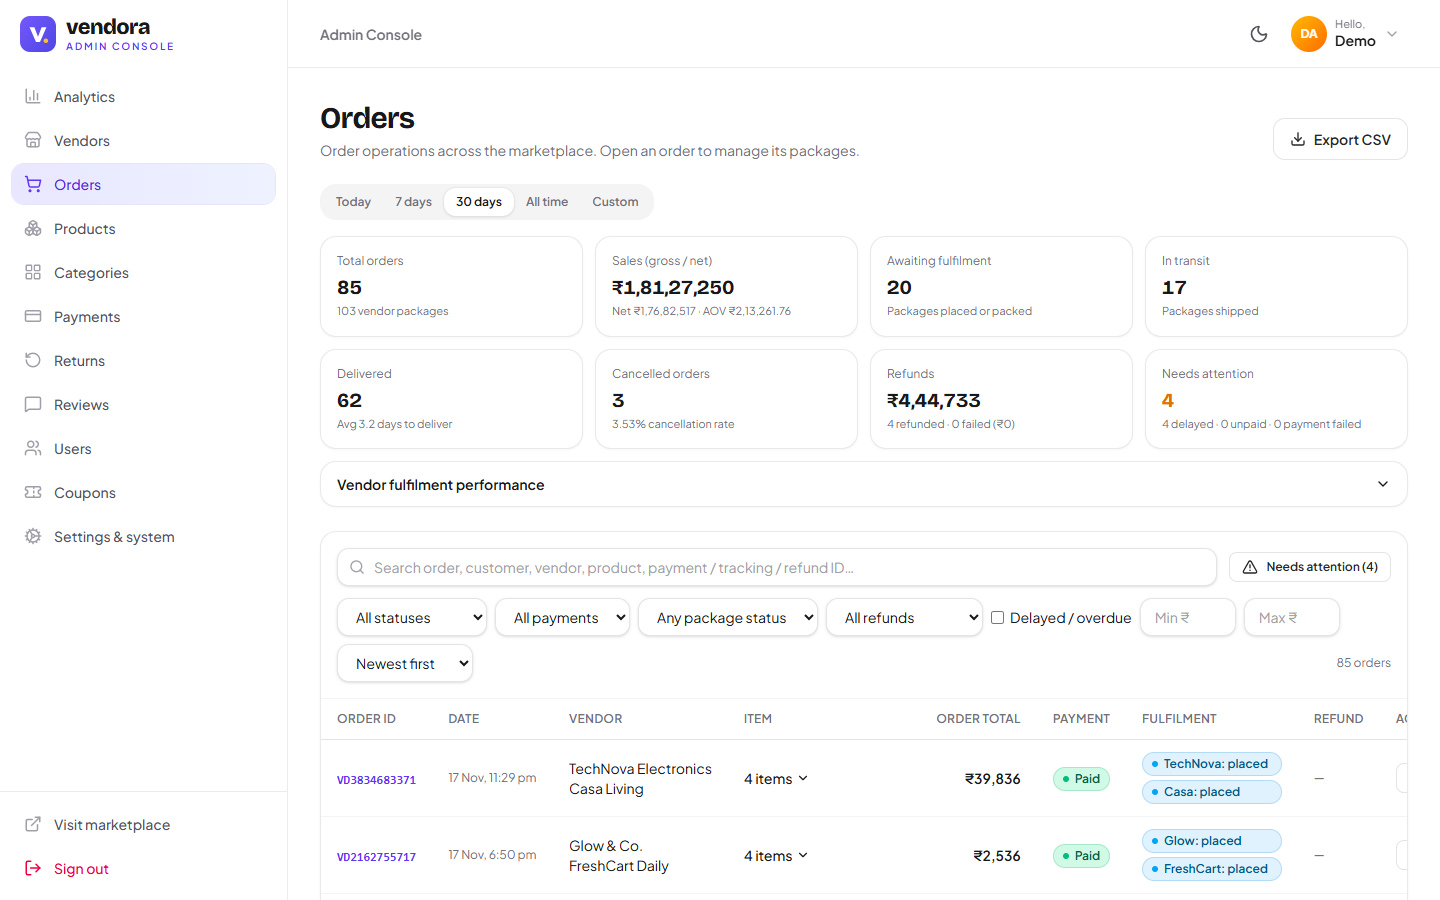 vendora
ADMIN CONSOLE
Analytics
Vendors
Orders
Products
Categories
Payments
Returns
Reviews
Users
Coupons
Settings & system
Visit marketplace
Sign out
Admin Console
DA
Hello,
Demo
Orders
Order operations across the marketplace. Open an order to manage its packages.
Export CSV
Today 7 days 30 days All time Custom
Total orders
85
103 vendor packages
Sales (gross / net)
₹1,81,27,250
Net ₹1,76,82,517 · AOV ₹2,13,261.76
Awaiting fulfilment
20
Packages placed or packed
In transit
17
Packages shipped
Delivered
62
Avg 3.2 days to deliver
Cancelled orders
3
3.53% cancellation rate
Refunds
₹4,44,733
4 refunded · 0 failed (₹0)
Needs attention
4
4 delayed · 0 unpaid · 0 payment failed
Vendor fulfilment performance
Search order, customer, vendor, product, payment / tracking / refund ID…
Needs attention (4)
All statuses All payments Any package status All refunds Delayed / overdue Min ₹ Max ₹
Newest first 85 orders
ORDER ID DATE VENDOR ITEM ORDER TOTAL PAYMENT FULFILMENT REFUND
VD3834683371 17 Nov, 11:29 pm TechNova Electronics 4 items ₹39,836 Paid TechNova: placed –
Casa Living Casa: placed
VD2162755717 17 Nov, 6:50 pm Glow & Co. 4 items ₹2,536 Paid Glow: placed –
FreshCart Daily FreshCart: placed